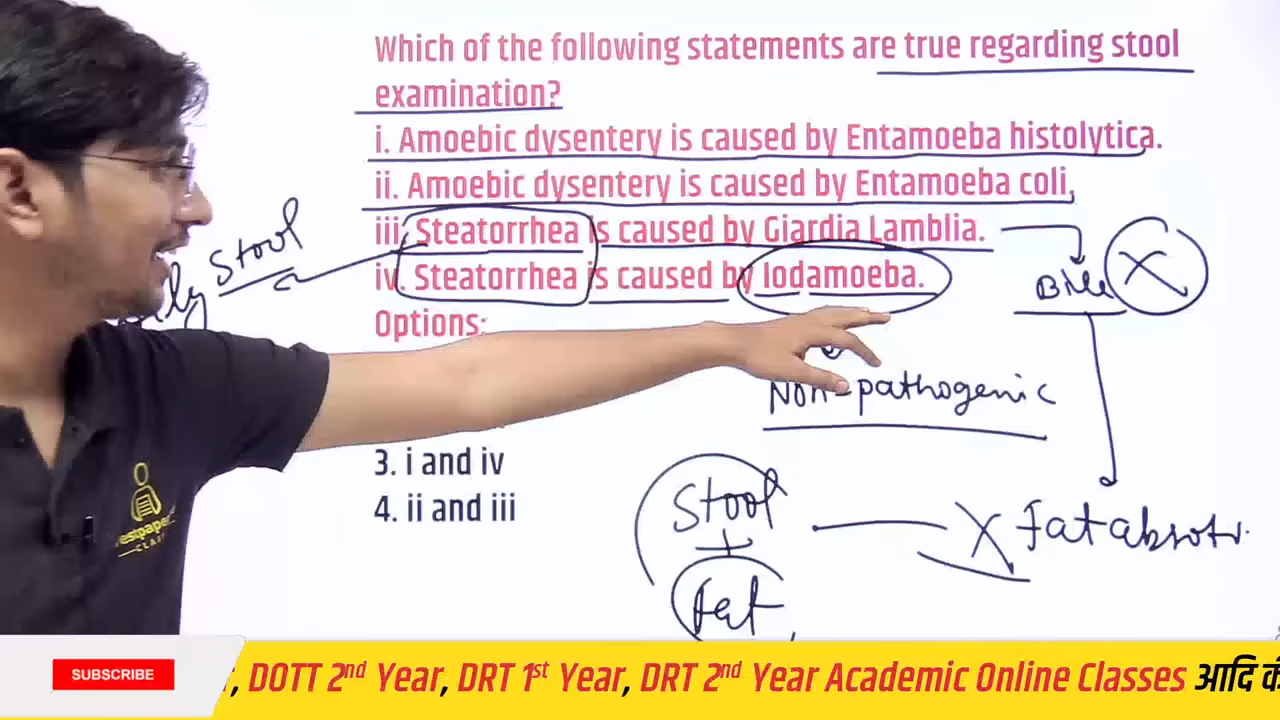 Which of the following statements are true regarding stool
examination?
i. Amoebic dysentery is caused by Entamoeba histolytica.
ii. Amoebic dysentery is caused by Entamoeba coli,
iii. Steatorrhea is caused by Giardia Lamblia.
iv. Steatorrhea is caused by Iodamoeba.
Options:
3. i and iv
4. ii and iii
Stool
X
Non-pathogenic
Stool
+
Fat
X Fat
SUBSCRIBE
, DOTT 2nd Year, DRT 1st Year, DRT 2nd Year Academic Online Classes आदि